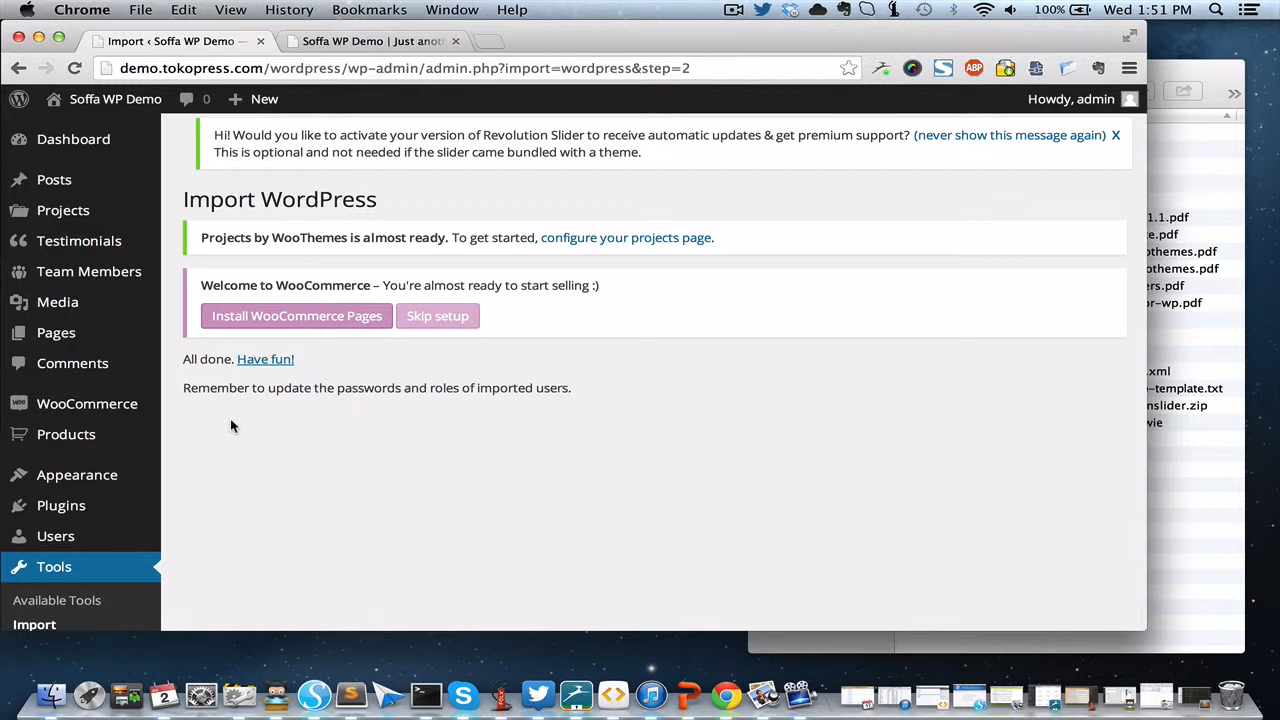 Chrome File Edit View History Bookmarks Window Help 100% Wed 1:51 PM
Import ‹ Soffa WP Demo — Soffa WP Demo | Just anot
demo.tokopress.com/wordpress/wp-admin/admin.php?import=wordpress&step=2
Soffa WP Demo 0 New Howdy, admin
Hi! Would you like to activate your version of Revolution Slider to receive automatic updates & get premium support? (never show this message again) X
This is optional and not needed if the slider came bundled with a theme.
Dashboard
Posts
Projects
Testimonials
Team Members
Media
Pages
Comments
WooCommerce
Products
Appearance
Plugins
Users
Tools
Available Tools
Import
Import WordPress
Projects by WooThemes is almost ready. To get started, configure your projects page.
Welcome to WooCommerce – You're almost ready to start selling :)
Install WooCommerce Pages Skip setup
All done. Have fun!
Remember to update the passwords and roles of imported users.
1.1.pdf
e.pdf
othemes.pdf
othemes.pdf
ers.pdf
or-wp.pdf
.xml
-template.txt
nslider.zip
wie